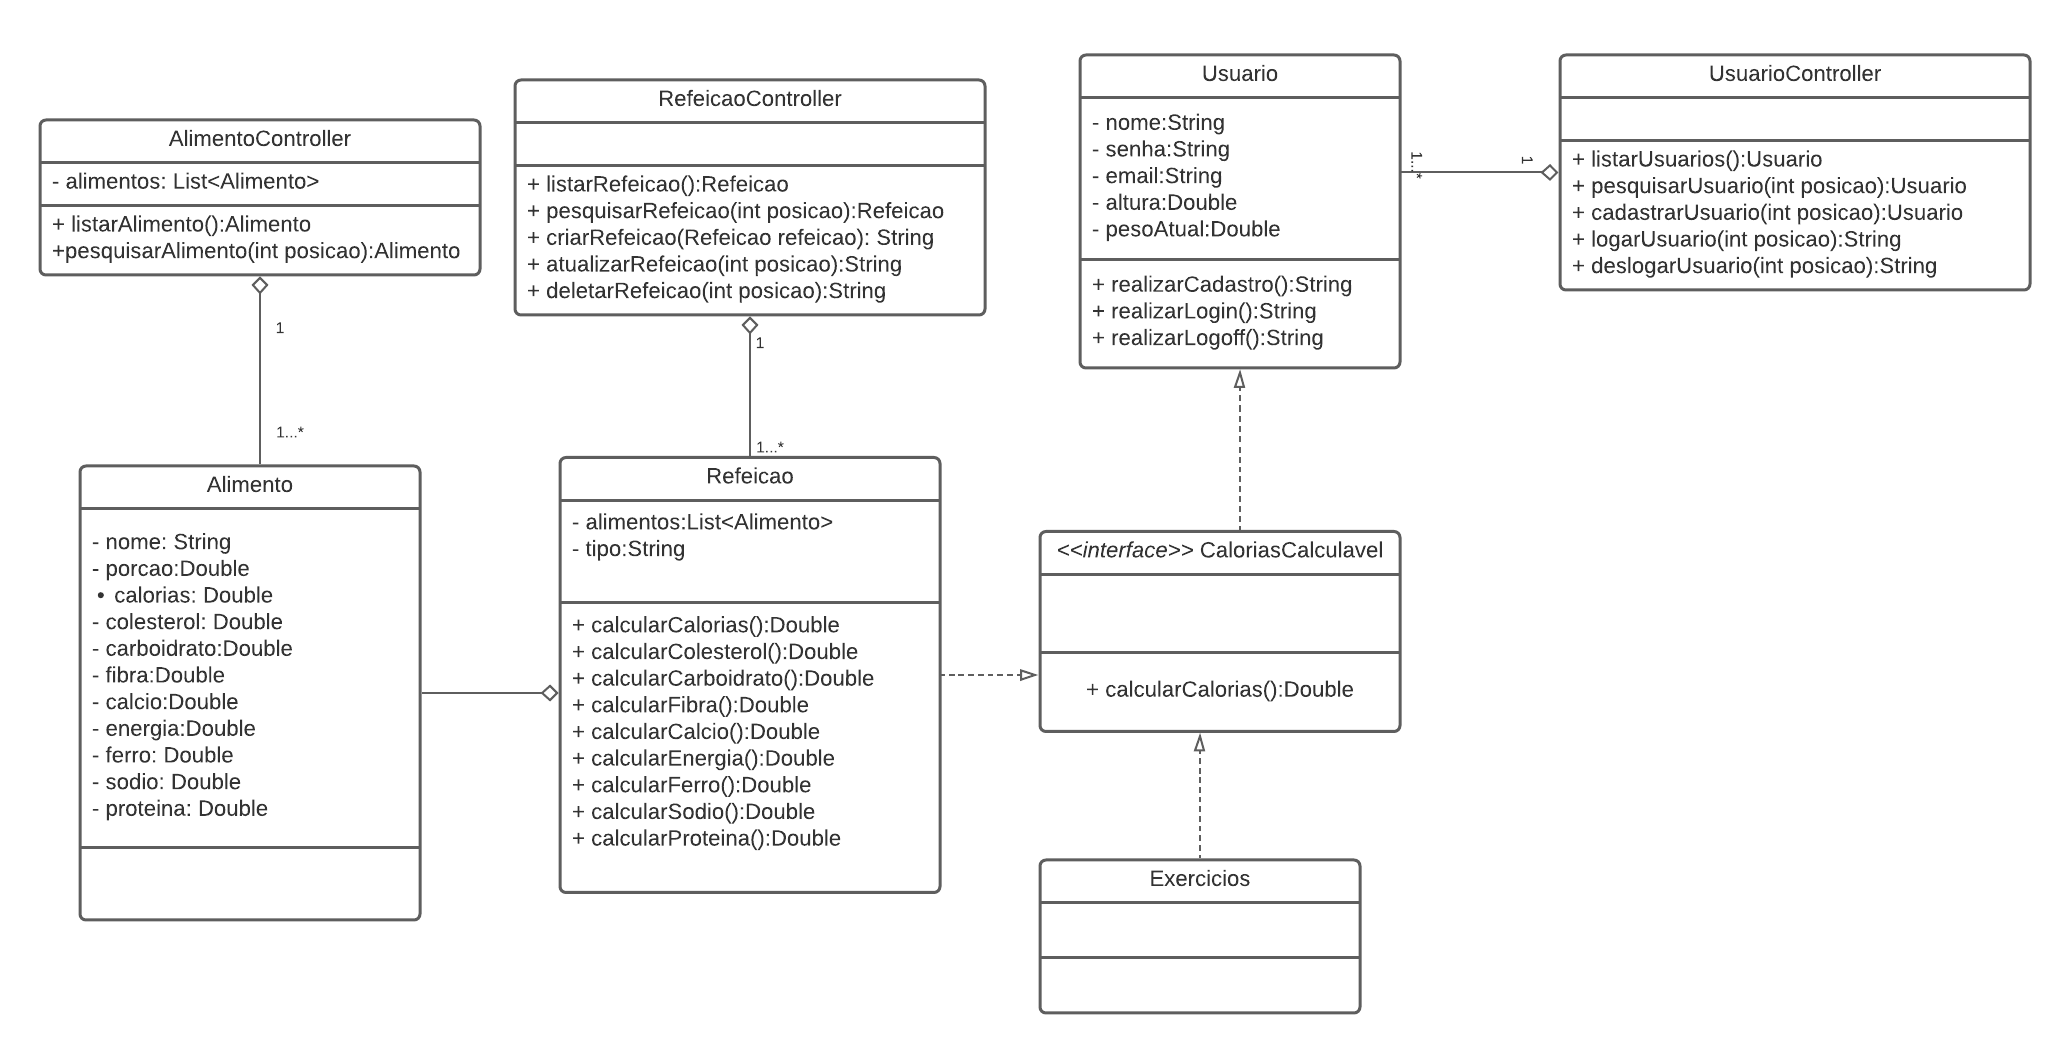 AlimentoController
- alimentos: List<Alimento>
+ listarAlimento():Alimento
+pesquisarAlimento(int posicao):Alimento
1
1...*
Alimento
- nome: String
- porcao:Double
• calorias: Double
- colesterol: Double
- carboidrato:Double
- fibra:Double
- calcio:Double
- energia:Double
- ferro: Double
- sodio: Double
- proteina: Double
RefeicaoController
+ listarRefeicao():Refeicao
+ pesquisarRefeicao(int posicao):Refeicao
+ criarRefeicao(Refeicao refeicao): String
+ atualizarRefeicao(int posicao):String
+ deletarRefeicao(int posicao):String
1
1...*
Refeicao
- alimentos:List<Alimento>
- tipo:String
+ calcularCalorias():Double
+ calcularColesterol():Double
+ calcularCarboidrato():Double
+ calcularFibra():Double
+ calcularCalcio():Double
+ calcularEnergia():Double
+ calcularFerro():Double
+ calcularSodio():Double
+ calcularProteina():Double
Usuario
- nome:String
- senha:String
- email:String
- altura:Double
- pesoAtual:Double
+ realizarCadastro():String
+ realizarLogin():String
+ realizarLogoff():String
1...*
1
UsuarioController
+ listarUsuarios():Usuario
+ pesquisarUsuario(int posicao):Usuario
+ cadastrarUsuario(int posicao):Usuario
+ logarUsuario(int posicao):String
+ deslogarUsuario(int posicao):String
<<interface>> CaloriasCalculavel
+ calcularCalorias():Double
Exercicios